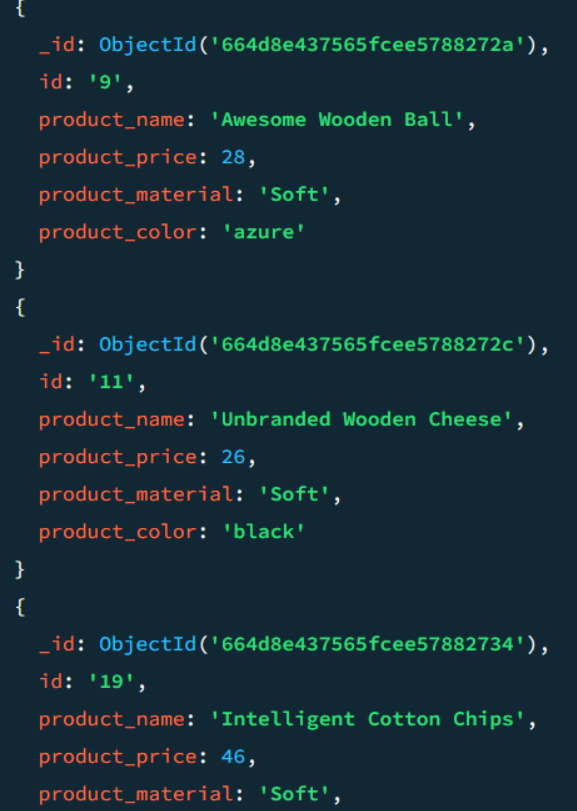 {
_id: ObjectId('664d8e437565fcee5788272a'),
id: '9',
product_name: 'Awesome Wooden Ball',
product_price: 28,
product_material: 'Soft',
product_color: 'azure'
}
{
_id: ObjectId('664d8e437565fcee5788272c'),
id: '11',
product_name: 'Unbranded Wooden Cheese',
product_price: 26,
product_material: 'Soft',
product_color: 'black'
}
{
_id: ObjectId('664d8e437565fcee57882734'),
id: '19',
product_name: 'Intelligent Cotton Chips',
product_price: 46,
product_material: 'Soft',